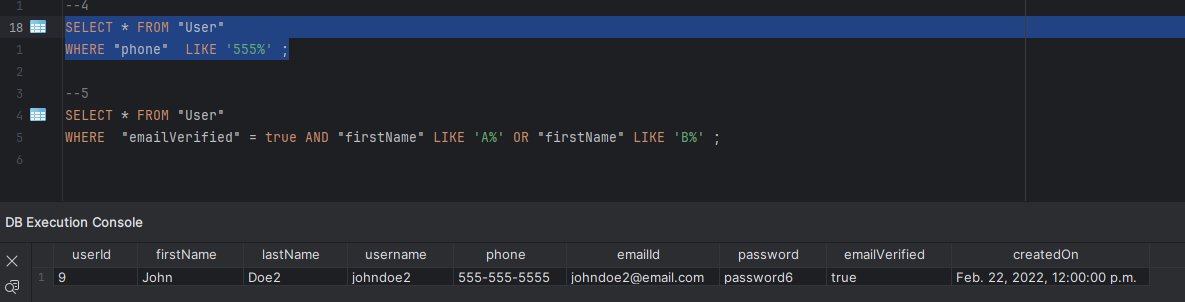 1 --4
18 SELECT * FROM "User"
1 WHERE "phone"  LIKE '555%' ;
2
3 --5
4 SELECT * FROM "User"
5 WHERE  "emailVerified" = true AND "firstName" LIKE 'A%' OR "firstName" LIKE 'B%' ;
6
DB Execution Console
userId firstName lastName username phone emailId password emailVerified createdOn
1 9 John Doe2 johndoe2 555-555-5555 johndoe2@email.com password6 true Feb. 22, 2022, 12:00:00 p.m.